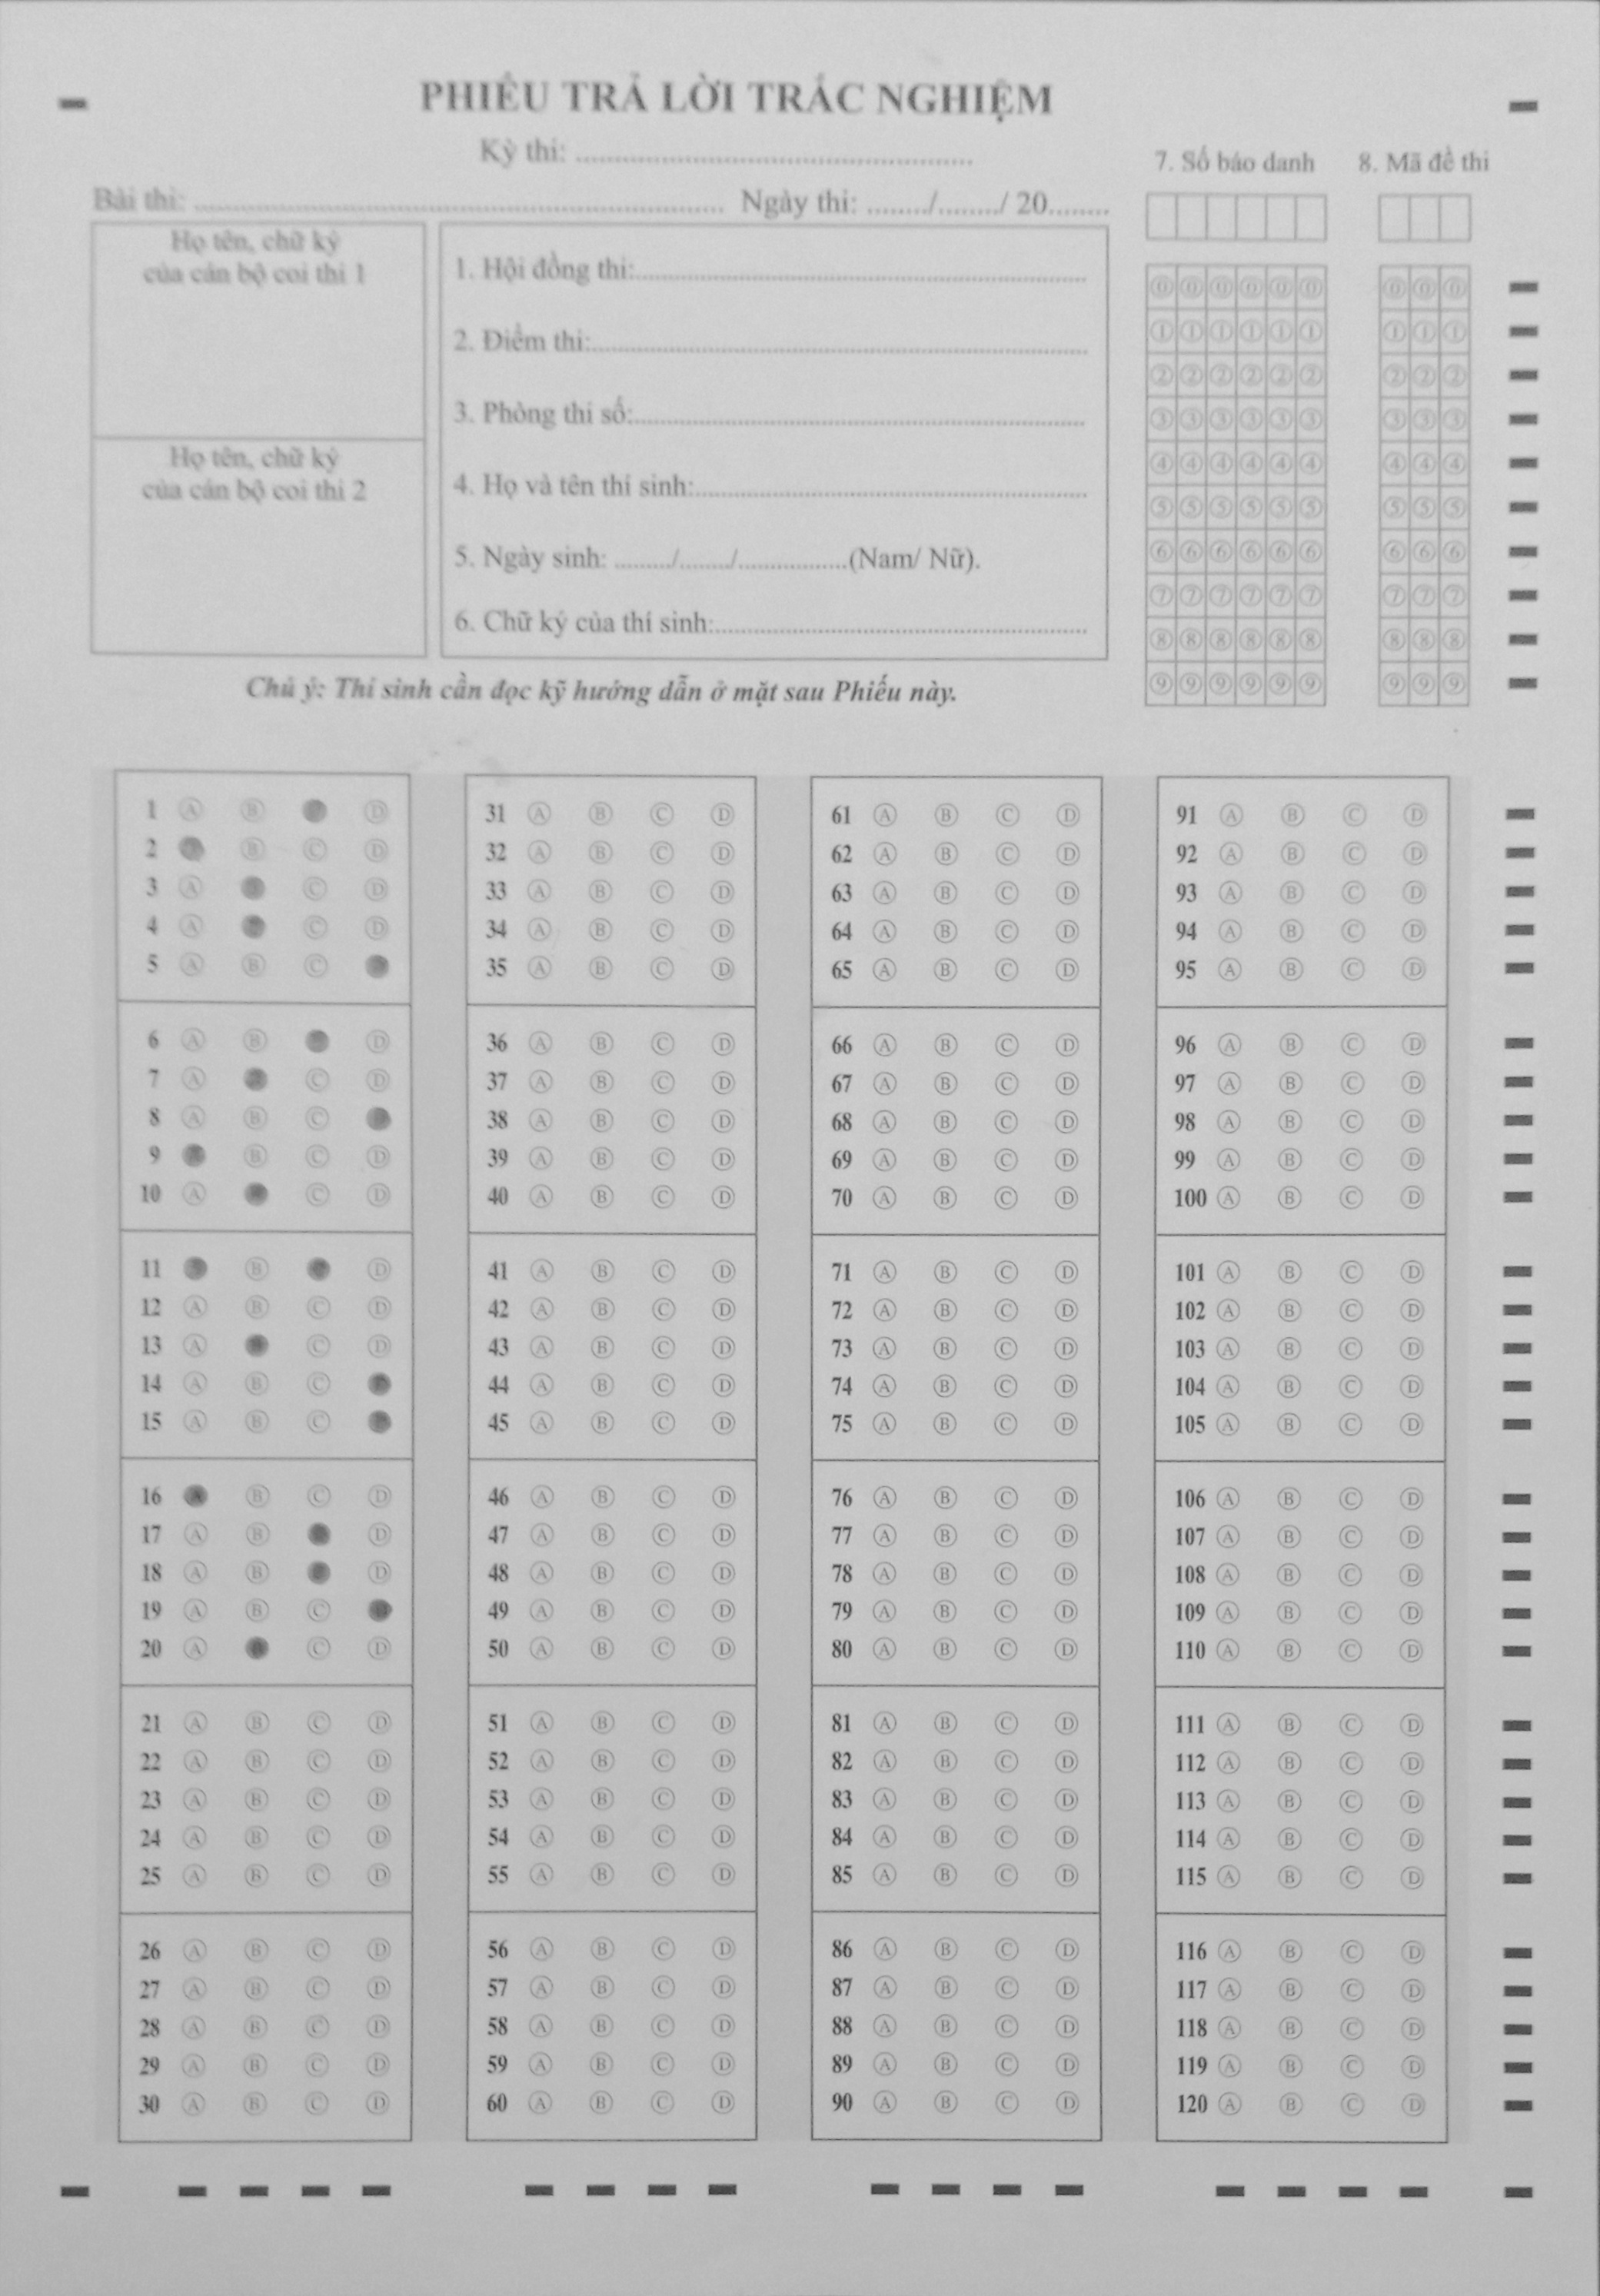 PHIẾU TRẢ LỜI TRẮC NGHIỆM
Kỳ thi: ......................................................
Bài thi: ........................................................................ Ngày thi: ......../......../ 20........
Họ tên, chữ ký
của cán bộ coi thi 1
Họ tên, chữ ký
của cán bộ coi thi 2
1. Hội đồng thi:..............................................................
2. Điểm thi:....................................................................
3. Phòng thi số:..............................................................
4. Họ và tên thí sinh:......................................................
5. Ngày sinh: ......../......../................(Nam/ Nữ).
6. Chữ ký của thí sinh:...................................................
7. Số báo danh
0 0 0 0 0 0
1 1 1 1 1 1
2 2 2 2 2 2
3 3 3 3 3 3
4 4 4 4 4 4
5 5 5 5 5 5
6 6 6 6 6 6
7 7 7 7 7 7
8 8 8 8 8 8
9 9 9 9 9 9
8. Mã đề thi
0 0 0
1 1 1
2 2 2
3 3 3
4 4 4
5 5 5
6 6 6
7 7 7
8 8 8
9 9 9
Chú ý: Thí sinh cần đọc kỹ hướng dẫn ở mặt sau Phiếu này.
1 A B D
2 B C D
3 A C D
4 A C D
5 A B C
6 A B D
7 A C D
8 A B C
9 B C D
10 A C D
11 B D
12 A B C D
13 A C D
14 A B C
15 A B C
16 B C D
17 A B D
18 A B D
19 A B C
20 A C D
21 A B C D
22 A B C D
23 A B C D
24 A B C D
25 A B C D
26 A B C D
27 A B C D
28 A B C D
29 A B C D
30 A B C D
31 A B C D
32 A B C D
33 A B C D
34 A B C D
35 A B C D
36 A B C D
37 A B C D
38 A B C D
39 A B C D
40 A B C D
41 A B C D
42 A B C D
43 A B C D
44 A B C D
45 A B C D
46 A B C D
47 A B C D
48 A B C D
49 A B C D
50 A B C D
51 A B C D
52 A B C D
53 A B C D
54 A B C D
55 A B C D
56 A B C D
57 A B C D
58 A B C D
59 A B C D
60 A B C D
61 A B C D
62 A B C D
63 A B C D
64 A B C D
65 A B C D
66 A B C D
67 A B C D
68 A B C D
69 A B C D
70 A B C D
71 A B C D
72 A B C D
73 A B C D
74 A B C D
75 A B C D
76 A B C D
77 A B C D
78 A B C D
79 A B C D
80 A B C D
81 A B C D
82 A B C D
83 A B C D
84 A B C D
85 A B C D
86 A B C D
87 A B C D
88 A B C D
89 A B C D
90 A B C D
91 A B C D
92 A B C D
93 A B C D
94 A B C D
95 A B C D
96 A B C D
97 A B C D
98 A B C D
99 A B C D
100 A B C D
101 A B C D
102 A B C D
103 A B C D
104 A B C D
105 A B C D
106 A B C D
107 A B C D
108 A B C D
109 A B C D
110 A B C D
111 A B C D
112 A B C D
113 A B C D
114 A B C D
115 A B C D
116 A B C D
117 A B C D
118 A B C D
119 A B C D
120 A B C D